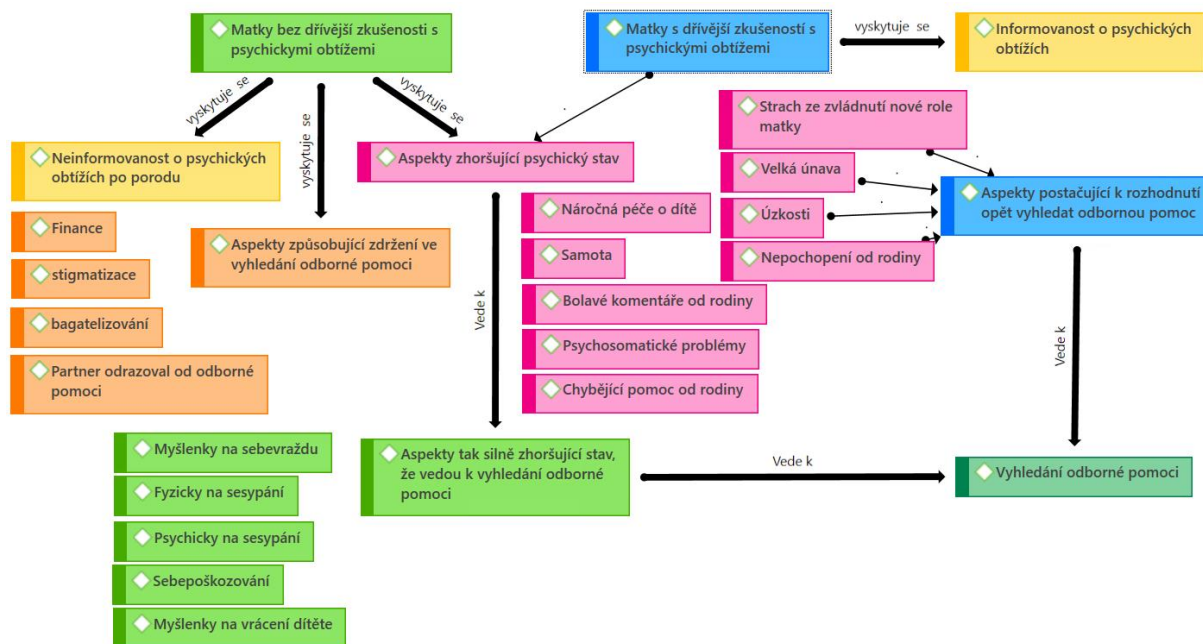 Matky bez dřívější zkušenosti s
psychickymi obtížemi
Matky s dřívější zkušenosti s
psychickými obtížemi
vyskytuje se
Informovanost o psychických
obtížích
vyskytuje se
vyskytuje se
vyskytuje se
Strach ze zvládnutí nové role
matky
Neinformovanost o psychických
obtížích po porodu
Aspekty zhoršující psychický stav
Velká únava
Aspekty postačující k rozhodnutí
opět vyhledat odbornou pomoc
Úzkosti
Nepochopení od rodiny
Finance
stigmatizace
bagatelizování
Partner odrazoval od odborné
pomoci
Aspekty způsobující zdržení ve
vyhledání odborné pomoci
Náročná péče o dítě
Samota
Bolavé komentáře od rodiny
Psychosomatické problémy
Chybějící pomoc od rodiny
Vede k
Vede k
Myšlenky na sebevraždu
Fyzicky na sesypání
Psychicky na sesypání
Sebepoškozování
Myšlenky na vrácení dítěte
Aspekty tak silně zhoršující stav,
že vedou k vyhledání odborné
pomoci
Vede k
Vyhledání odborné pomoci